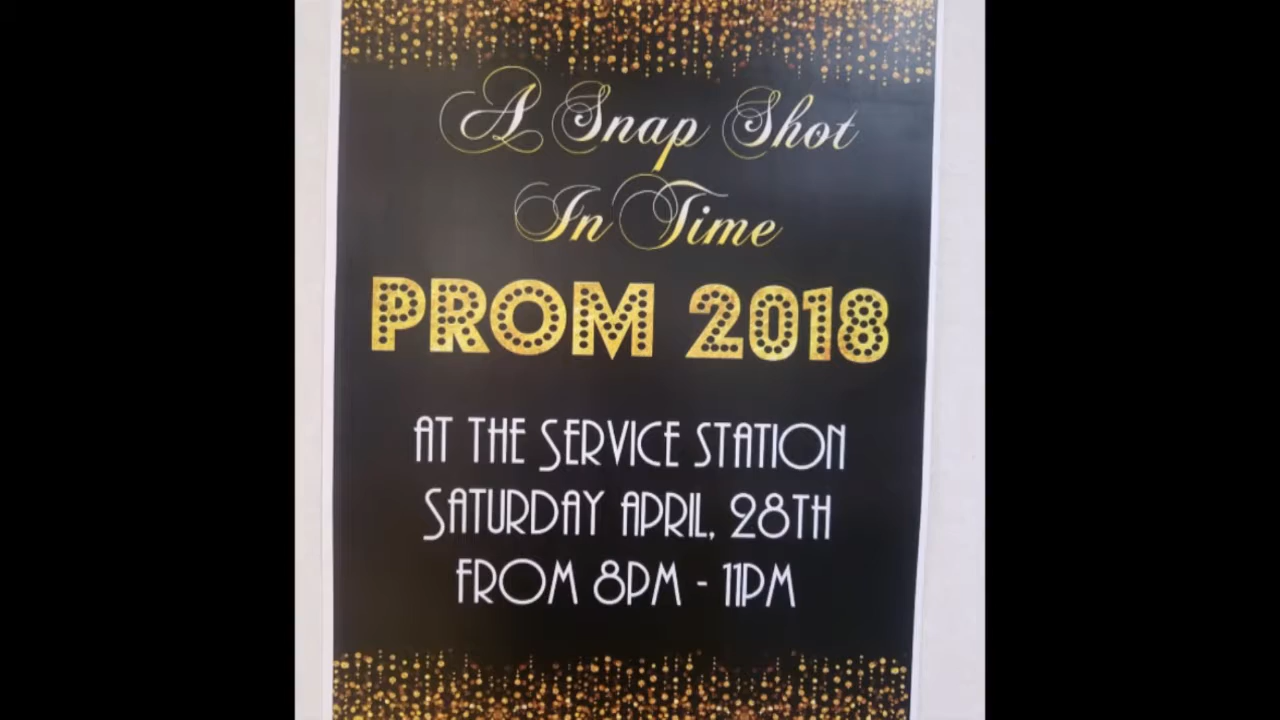 A Snap Shot
In Time
PROM 2018
AT THE SERVICE STATION
SATURDAY APRIL, 28TH
FROM 8PM - 11PM